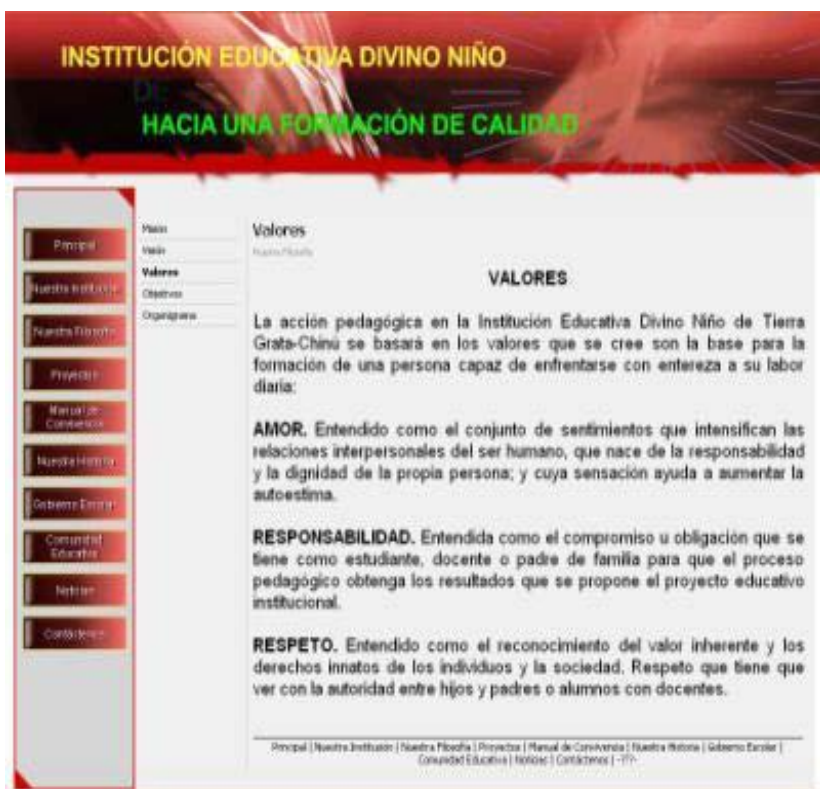 INSTITUCIÓN EDUCATIVA DIVINO NIÑO
HACIA UNA FORMACIÓN DE CALIDAD
Principal
Nuestra Institución
Nuestra Filosofía
Proyectos
Manual de
Convivencia
Nuestra Historia
Gobierno Escolar
Comunidad
Educativa
Noticias
Contáctenos
Misión
Visión
Valores
Objetivos
Organigrama
Valores
Nuestra Filosofía
VALORES
La acción pedagógica en la Institución Educativa Divino Niño de Tierra
Grata-Chinú se basará en los valores que se cree son la base para la
formación de una persona capaz de enfrentarse con entereza a su labor
diaria:
AMOR. Entendido como el conjunto de sentimientos que intensifican las
relaciones interpersonales del ser humano, que nace de la responsabilidad
y la dignidad de la propia persona; y cuya sensación ayuda a aumentar la
autoestima.
RESPONSABILIDAD. Entendida como el compromiso u obligación que se
tiene como estudiante, docente o padre de familia para que el proceso
pedagógico obtenga los resultados que se propone el proyecto educativo
institucional.
RESPETO. Entendido como el reconocimiento del valor inherente y los
derechos innatos de los individuos y la sociedad. Respeto que tiene que
ver con la autoridad entre hijos y padres o alumnos con docentes.
Principal | Nuestra Institución | Nuestra Filosofía | Proyectos | Manual de Convivencia | Nuestra Historia | Gobierno Escolar |
Comunidad Educativa | Noticias | Contáctenos |